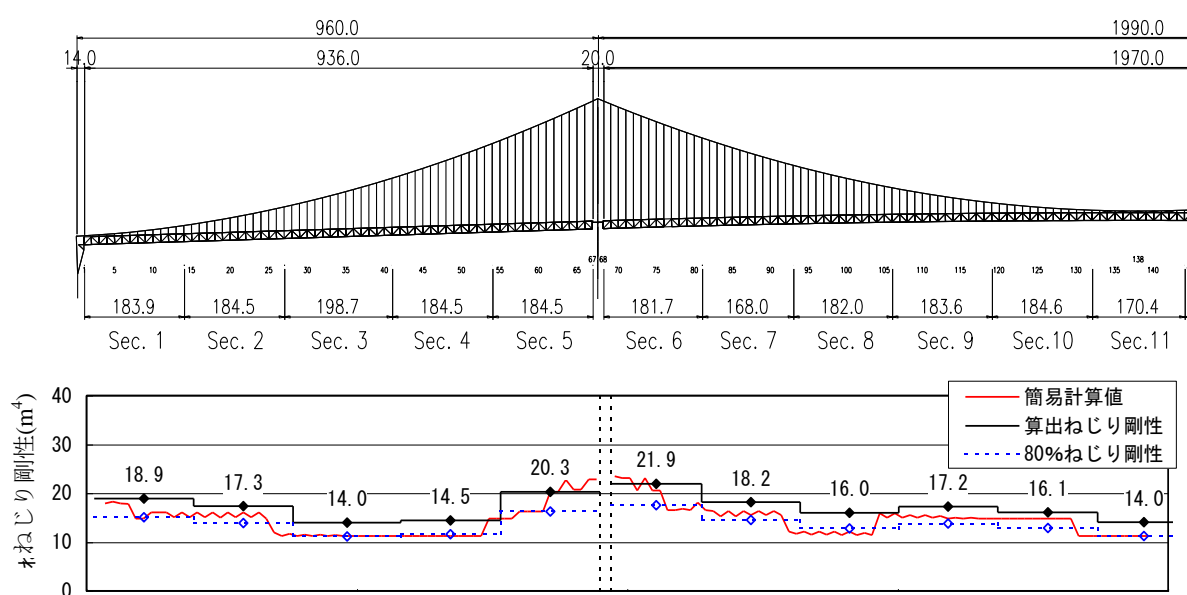 960.0 1990.0
14.0 936.0 20.0 1970.0
5 10 15 20 25 30 35 40 45 50 55 60 65 67 68 70 75 80 85 90 95 100 105 110 115 120 125 130 135 138 140
183.9 184.5 198.7 184.5 184.5 181.7 168.0 182.0 183.6 184.6 170.4
Sec. 1 Sec. 2 Sec. 3 Sec. 4 Sec. 5 Sec. 6 Sec. 7 Sec. 8 Sec. 9 Sec.10 Sec.11
ねじり剛性(m⁴)
40
30
20
10
0
簡易計算値
算出ねじり剛性
80%ねじり剛性
18.9 17.3 14.0 14.5 20.3 21.9 18.2 16.0 17.2 16.1 14.0